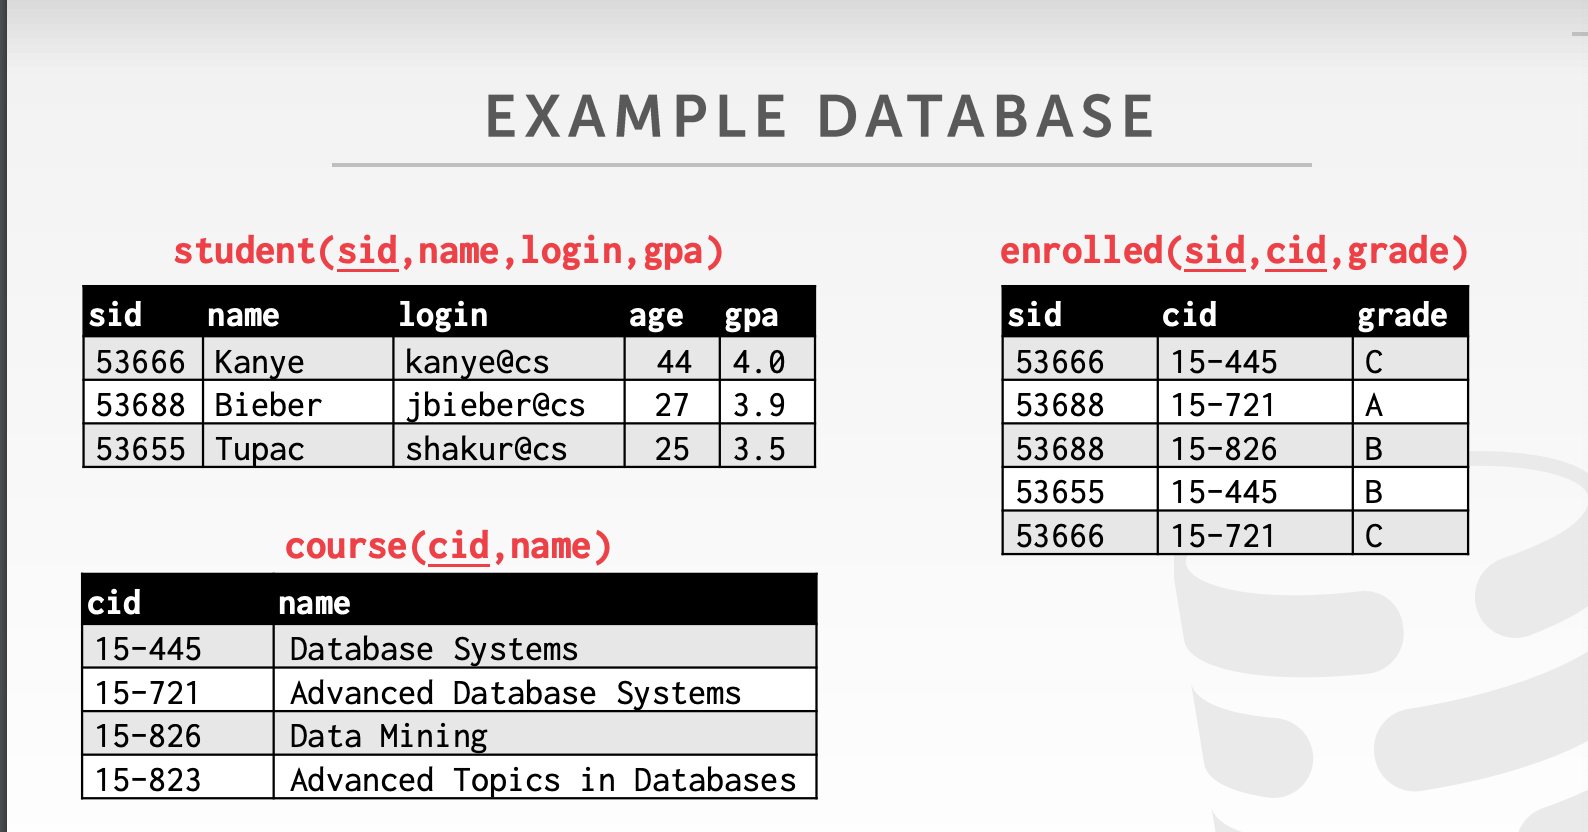 EXAMPLE DATABASE
student(sid,name,login,gpa)
sid name login age gpa
53666 Kanye kanye@cs 44 4.0
53688 Bieber jbieber@cs 27 3.9
53655 Tupac shakur@cs 25 3.5
course(cid,name)
cid name
15-445 Database Systems
15-721 Advanced Database Systems
15-826 Data Mining
15-823 Advanced Topics in Databases
enrolled(sid,cid,grade)
sid cid grade
53666 15-445 C
53688 15-721 A
53688 15-826 B
53655 15-445 B
53666 15-721 C